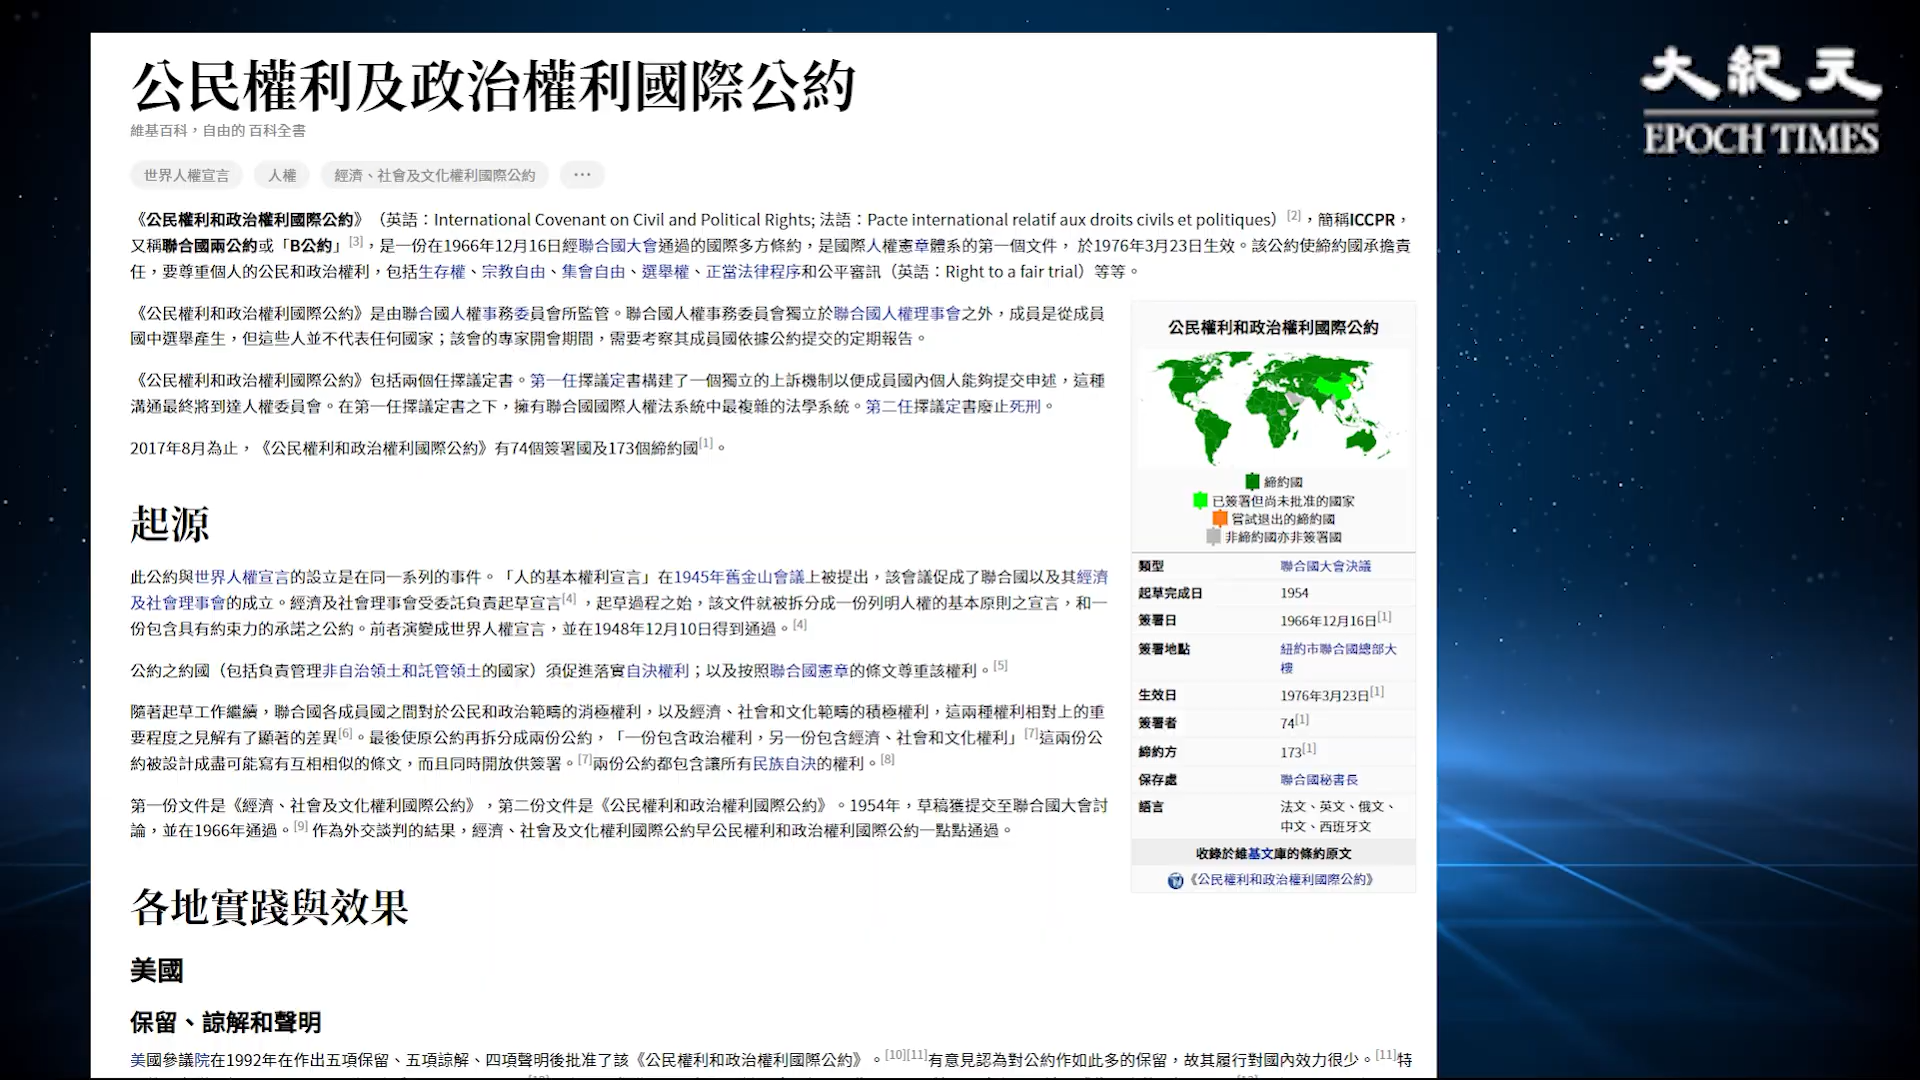 公民權利及政治權利國際公約
維基百科，自由的 百科全書
世界人權宣言 人權 經濟、社會及文化權利國際公約 ···
《公民權利和政治權利國際公約》（英語：International Covenant on Civil and Political Rights; 法語：Pacte international relatif aux droits civils et politiques）[2]，簡稱ICCPR，
又稱聯合國兩公約或「B公約」[3]，是一份在1966年12月16日經聯合國大會通過的國際多方條約，是國際人權憲章體系的第一個文件， 於1976年3月23日生效。該公約使締約國承擔責
任，要尊重個人的公民和政治權利，包括生存權、宗教自由、集會自由、選舉權、正當法律程序和公平審訊（英語：Right to a fair trial）等等。
《公民權利和政治權利國際公約》是由聯合國人權事務委員會所監管。聯合國人權事務委員會獨立於聯合國人權理事會之外，成員是從成員
國中選舉產生，但這些人並不代表任何國家；該會的專家開會期間，需要考察其成員國依據公約提交的定期報告。
《公民權利和政治權利國際公約》包括兩個任擇議定書。第一任擇議定書構建了一個獨立的上訴機制以便成員國內個人能夠提交申述，這種
溝通最終將到達人權委員會。在第一任擇議定書之下，擁有聯合國國際人權法系統中最複雜的法學系統。第二任擇議定書廢止死刑。
2017年8月為止，《公民權利和政治權利國際公約》有74個簽署國及173個締約國[1]。
起源
此公約與世界人權宣言的設立是在同一系列的事件。「人的基本權利宣言」在1945年舊金山會議上被提出，該會議促成了聯合國以及其經濟
及社會理事會的成立。經濟及社會理事會受委託負責起草宣言[4] ，起草過程之始，該文件就被拆分成一份列明人權的基本原則之宣言，和一
份包含具有約束力的承諾之公約。前者演變成世界人權宣言，並在1948年12月10日得到通過。[4]
公約之約國（包括負責管理非自治領土和託管領土的國家）須促進落實自決權利；以及按照聯合國憲章的條文尊重該權利。[5]
隨著起草工作繼續，聯合國各成員國之間對於公民和政治範疇的消極權利，以及經濟、社會和文化範疇的積極權利，這兩種權利相對上的重
要程度之見解有了顯著的差異[6]。最後使原公約再拆分成兩份公約，「一份包含政治權利，另一份包含經濟、社會和文化權利」[7]這兩份公
約被設計成盡可能寫有互相相似的條文，而且同時開放供簽署。[7]兩份公約都包含讓所有民族自決的權利。[8]
第一份文件是《經濟、社會及文化權利國際公約》，第二份文件是《公民權利和政治權利國際公約》。1954年，草稿獲提交至聯合國大會討
論，並在1966年通過。[9] 作為外交談判的結果，經濟、社會及文化權利國際公約早公民權利和政治權利國際公約一點點通過。
各地實踐與效果
美國
保留、諒解和聲明
美國參議院在1992年在作出五項保留、五項諒解、四項聲明後批准了該《公民權利和政治權利國際公約》。[10][11]有意見認為對公約作如此多的保留，故其履行對國內效力很少。[11]特
公民權利和政治權利國際公約
締約國
已簽署但尚未批准的國家
嘗試退出的締約國
非締約國亦非簽署國
類型 聯合國大會決議
起草完成日 1954
簽署日 1966年12月16日[1]
簽署地點 紐約市聯合國總部大
樓
生效日 1976年3月23日[1]
簽署者 74[1]
締約方 173[1]
保存處 聯合國秘書長
語言 法文、英文、俄文、
中文、西班牙文
收錄於維基文庫的條約原文
《公民權利和政治權利國際公約》
大紀元
EPOCH TIMES